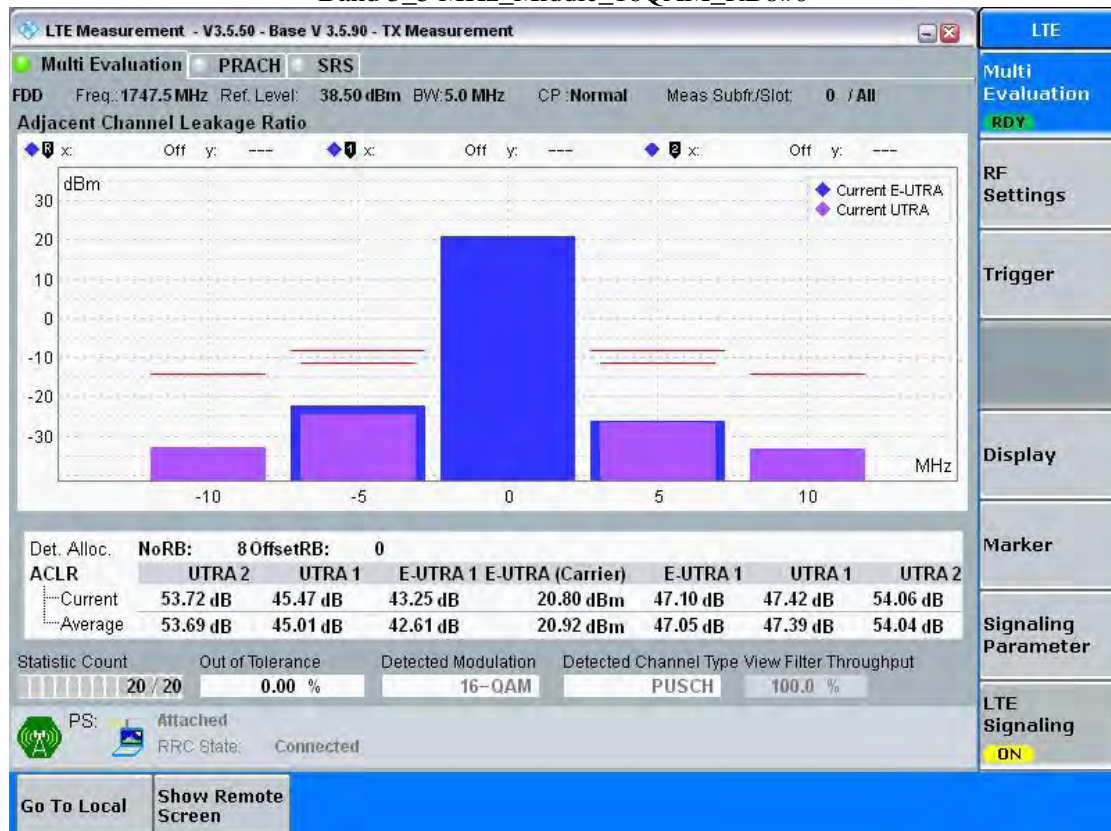 LTE Measurement - V3.5.50 - Base V 3.5.90 - TX Measurement
LTE
Multi Evaluation PRACH SRS
Multi
Evaluation
RDY
FDD Freq.: 1747.5 MHz Ref. Level: 38.50 dBm BW: 5.0 MHz CP : Normal Meas Subfr./Slot: 0 / All
Adjacent Channel Leakage Ratio
x: Off y: --- 1 x: Off y: --- 2 x: Off y: ---
dBm
Current E-UTRA
Current UTRA
30
20
10
0
-10
-20
-30
MHz
-10 -5 0 5 10
RF
Settings
Trigger
Display
Marker
Signaling
Parameter
LTE
Signaling
ON
Det. Alloc. NoRB: 8 OffsetRB: 0
ACLR UTRA 2 UTRA 1 E-UTRA 1 E-UTRA (Carrier) E-UTRA 1 UTRA 1 UTRA 2
Current 53.72 dB 45.47 dB 43.25 dB 20.80 dBm 47.10 dB 47.42 dB 54.06 dB
Average 53.69 dB 45.01 dB 42.61 dB 20.92 dBm 47.05 dB 47.39 dB 54.04 dB
Statistic Count Out of Tolerance Detected Modulation Detected Channel Type View Filter Throughput
20 / 20 0.00 % 16-QAM PUSCH 100.0 %
PS: Attached
RRC State: Connected
Go To Local
Show Remote
Screen